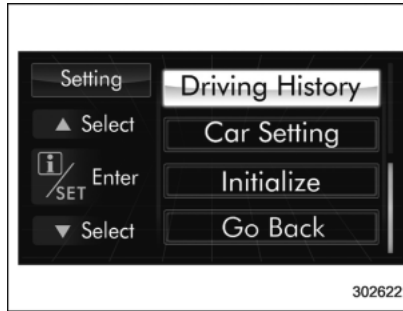 Setting
▲ Select
i/SET Enter
▼ Select
Driving History
Car Setting
Initialize
Go Back
302622